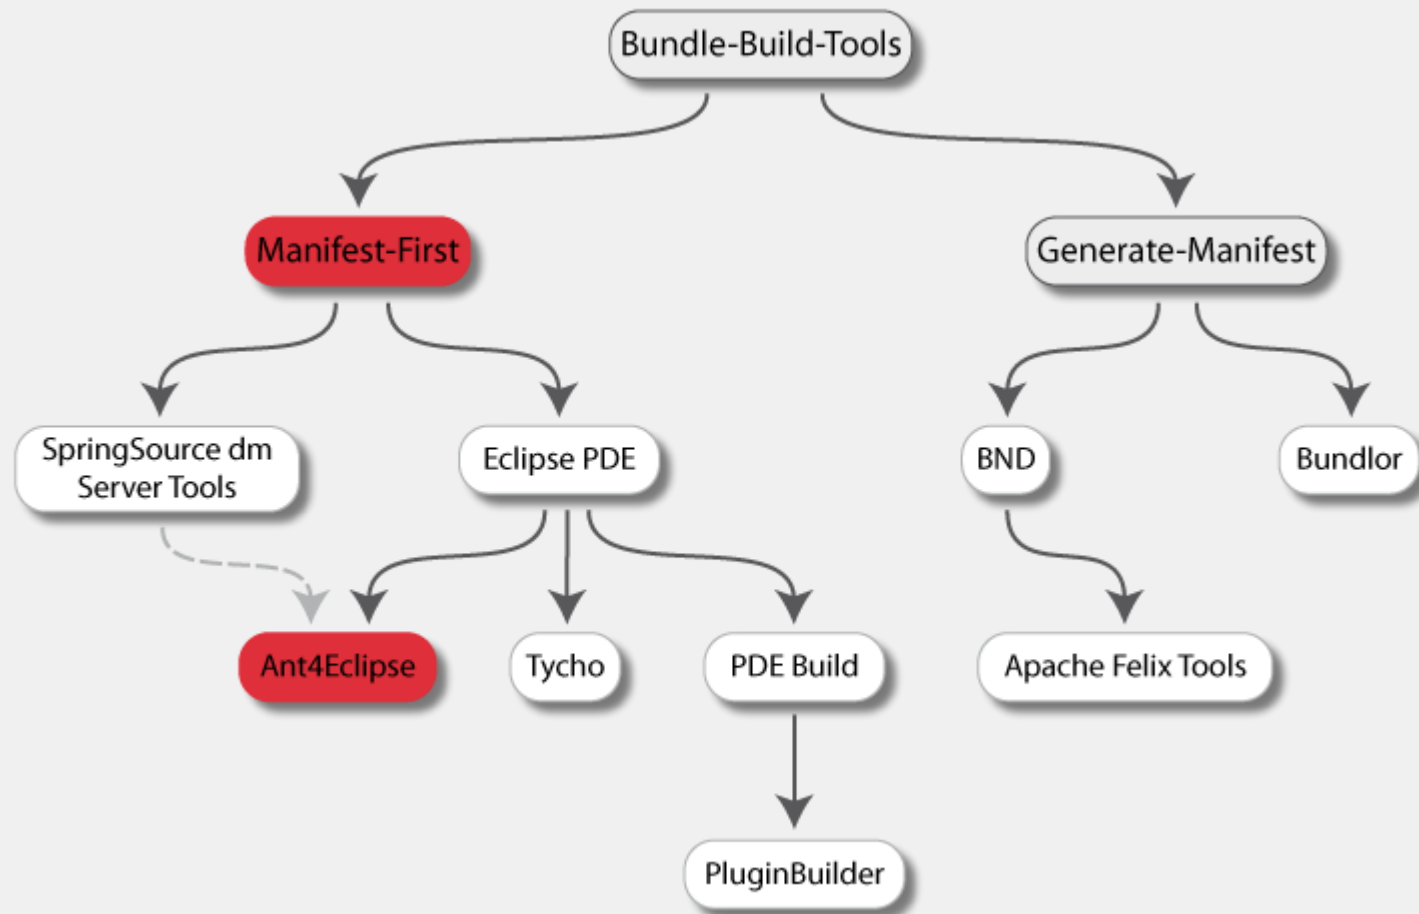 Bundle-Build-Tools
Manifest-First
Generate-Manifest
SpringSource dm
Server Tools
Eclipse PDE
BND
Bundlor
Ant4Eclipse
Tycho
PDE Build
Apache Felix Tools
PluginBuilder